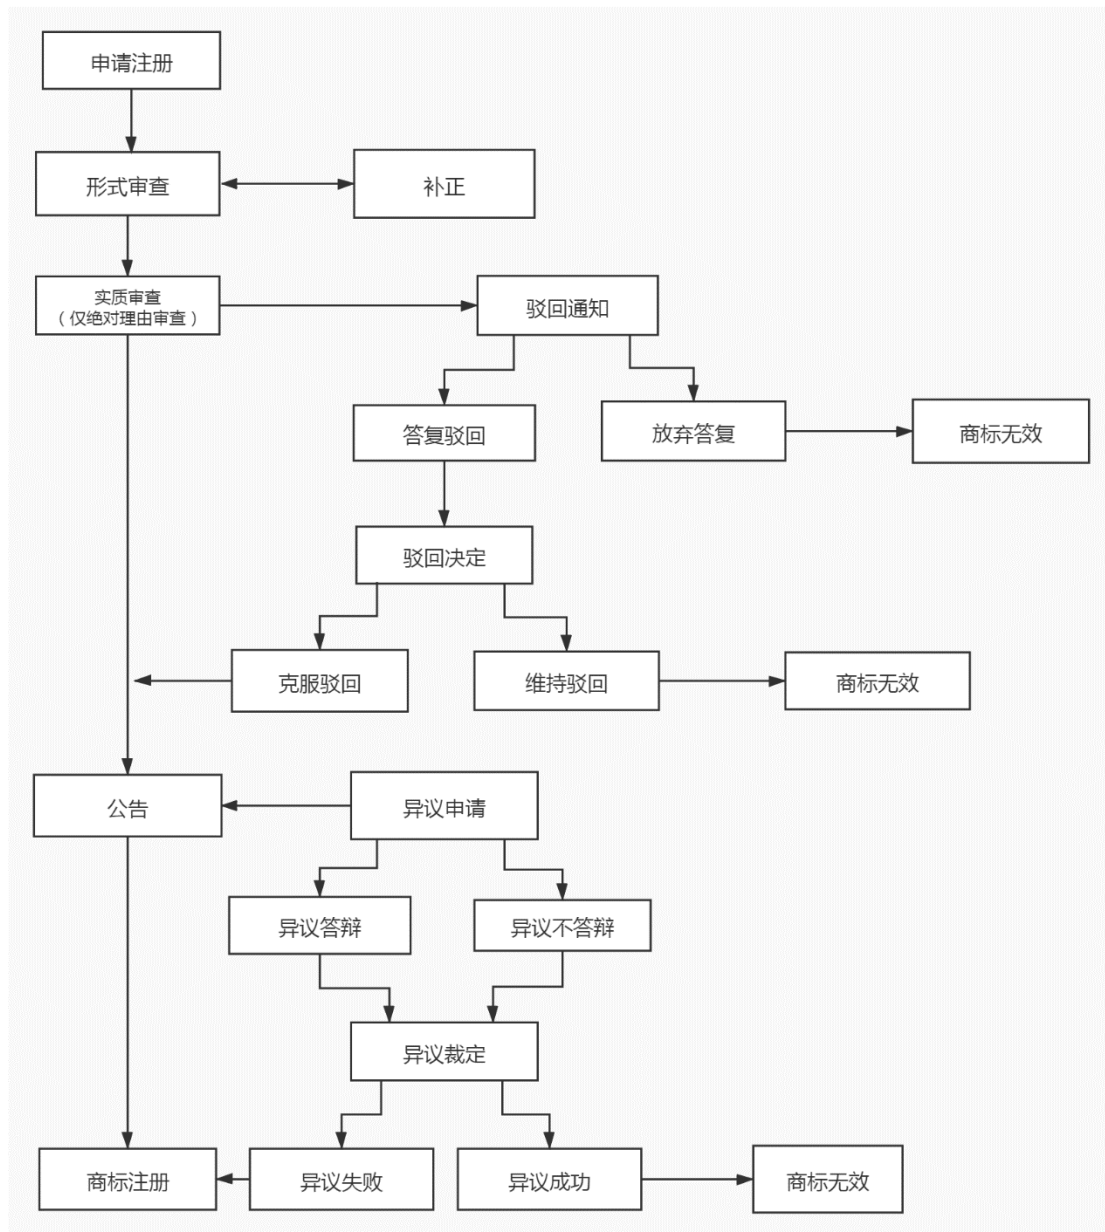 申请注册
形式审查
补正
实质审查
（仅绝对理由审查）
驳回通知
答复驳回
放弃答复
商标无效
驳回决定
克服驳回
维持驳回
商标无效
公告
异议申请
异议答辩
异议不答辩
异议裁定
商标注册
异议失败
异议成功
商标无效